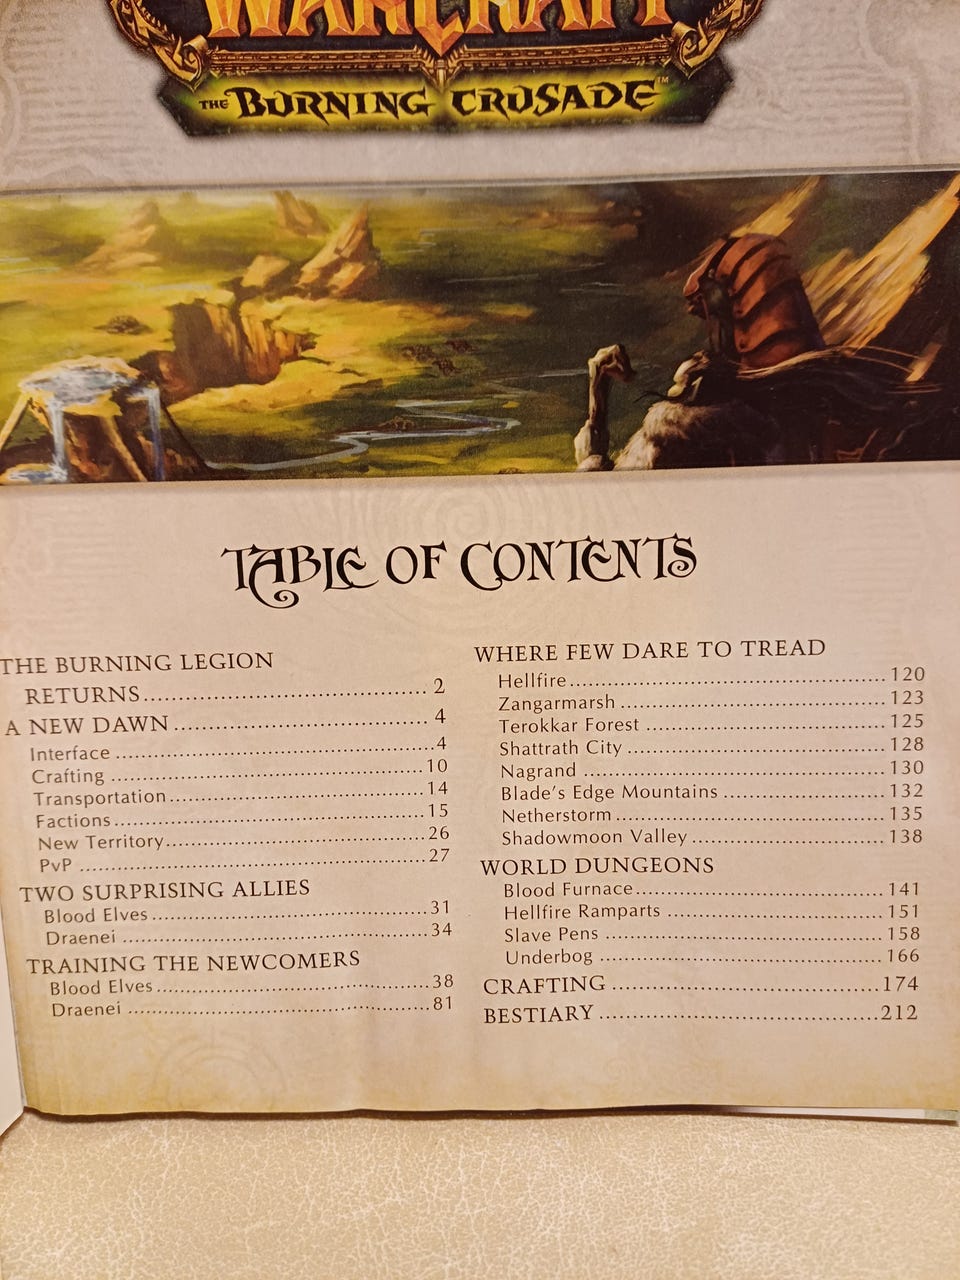 WARCRAFT
THE BURNING CRUSADE™
TABLE OF CONTENTS
THE BURNING LEGION
RETURNS.................................... 2
A NEW DAWN................................ 4
Interface .........................................4
Crafting ........................................10
Transportation.................................14
Factions.........................................15
New Territory..................................26
PvP .............................................27
TWO SURPRISING ALLIES
Blood Elves.....................................31
Draenei .........................................34
TRAINING THE NEWCOMERS
Blood Elves.....................................38
Draenei .........................................81
WHERE FEW DARE TO TREAD
Hellfire.........................................120
Zangarmarsh ...................................123
Terokkar Forest ................................125
Shattrath City..................................128
Nagrand ........................................130
Blade's Edge Mountains .......................132
Netherstorm....................................135
Shadowmoon Valley............................138
WORLD DUNGEONS
Blood Furnace..................................141
Hellfire Ramparts ..............................151
Slave Pens .....................................158
Underbog ......................................166
CRAFTING ....................................174
BESTIARY.....................................212